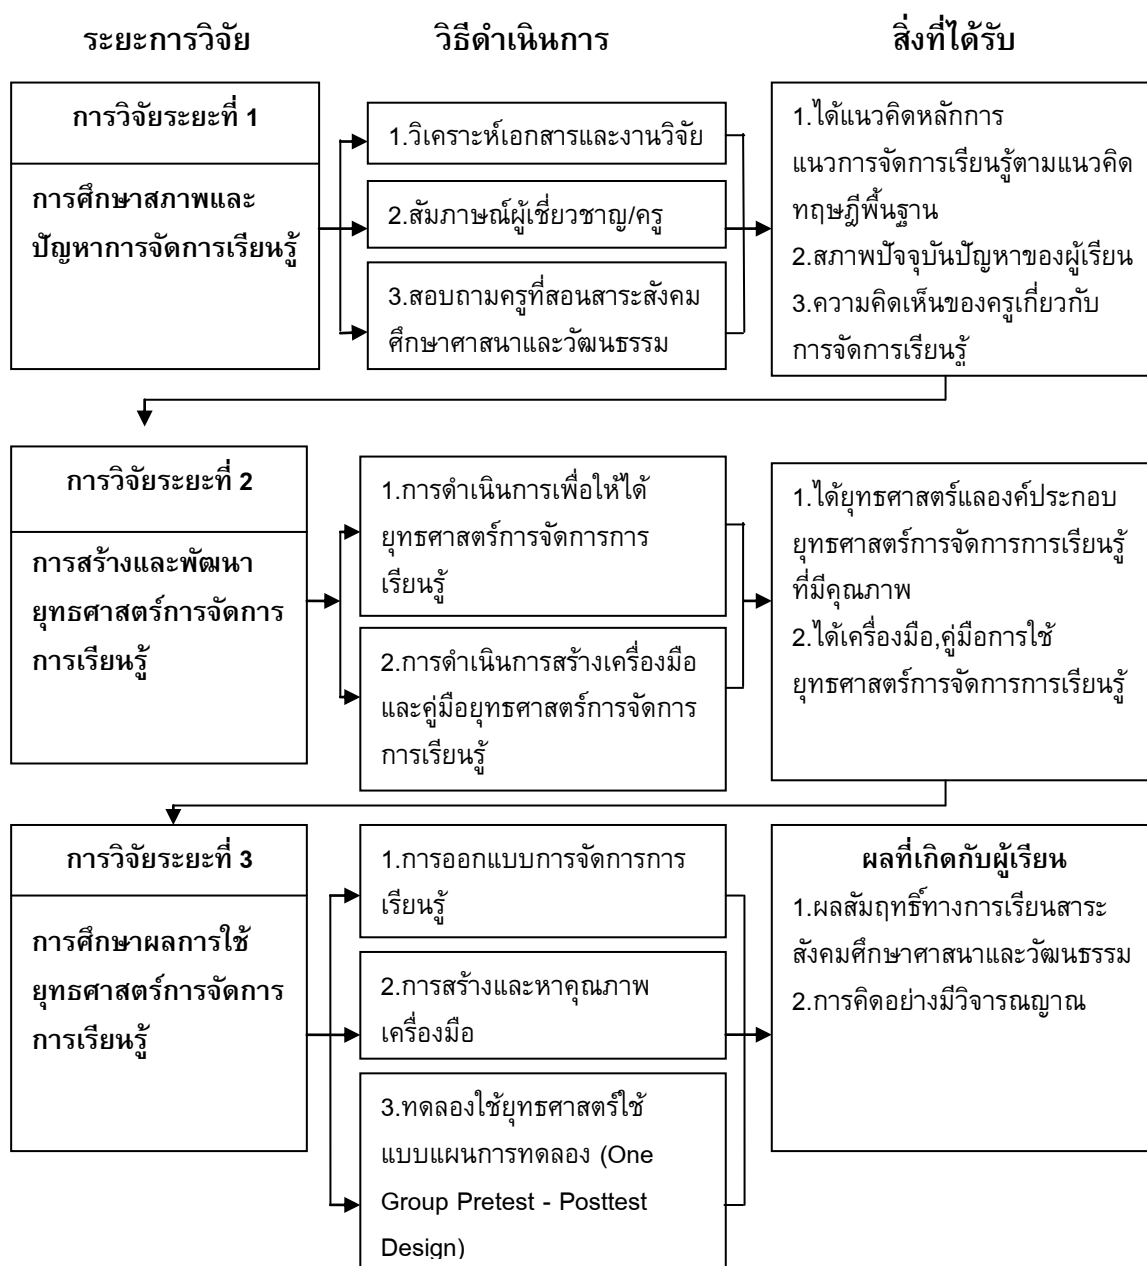 ระยะการวิจัย
วิธีดำเนินการ
สิ่งที่ได้รับ
การวิจัยระยะที่ 1
การศึกษาสภาพและ
ปัญหาการจัดการเรียนรู้
1.วิเคราะห์เอกสารและงานวิจัย
2.สัมภาษณ์ผู้เชี่ยวชาญ/ครู
3.สอบถามครูที่สอนสาระสังคม
ศึกษาศาสนาและวัฒนธรรม
1.ได้แนวคิดหลักการ
แนวการจัดการเรียนรู้ตามแนวคิด
ทฤษฎีพื้นฐาน
2.สภาพปัจจุบันปัญหาของผู้เรียน
3.ความคิดเห็นของครูเกี่ยวกับ
การจัดการเรียนรู้
การวิจัยระยะที่ 2
การสร้างและพัฒนา
ยุทธศาสตร์การจัดการ
การเรียนรู้
1.การดำเนินการเพื่อให้ได้
ยุทธศาสตร์การจัดการการ
เรียนรู้
2.การดำเนินการสร้างเครื่องมือ
และคู่มือยุทธศาสตร์การจัดการ
การเรียนรู้
1.ได้ยุทธศาสตร์แลองค์ประกอบ
ยุทธศาสตร์การจัดการการเรียนรู้
ที่มีคุณภาพ
2.ได้เครื่องมือ,คู่มือการใช้
ยุทธศาสตร์การจัดการการเรียนรู้
การวิจัยระยะที่ 3
การศึกษาผลการใช้
ยุทธศาสตร์การจัดการ
การเรียนรู้
1.การออกแบบการจัดการการ
เรียนรู้
2.การสร้างและหาคุณภาพ
เครื่องมือ
3.ทดลองใช้ยุทธศาสตร์ใช้
แบบแผนการทดลอง (One
Group Pretest - Posttest
Design)
ผลที่เกิดกับผู้เรียน
1.ผลสัมฤทธิ์ทางการเรียนสาระ
สังคมศึกษาศาสนาและวัฒนธรรม
2.การคิดอย่างมีวิจารณญาณ